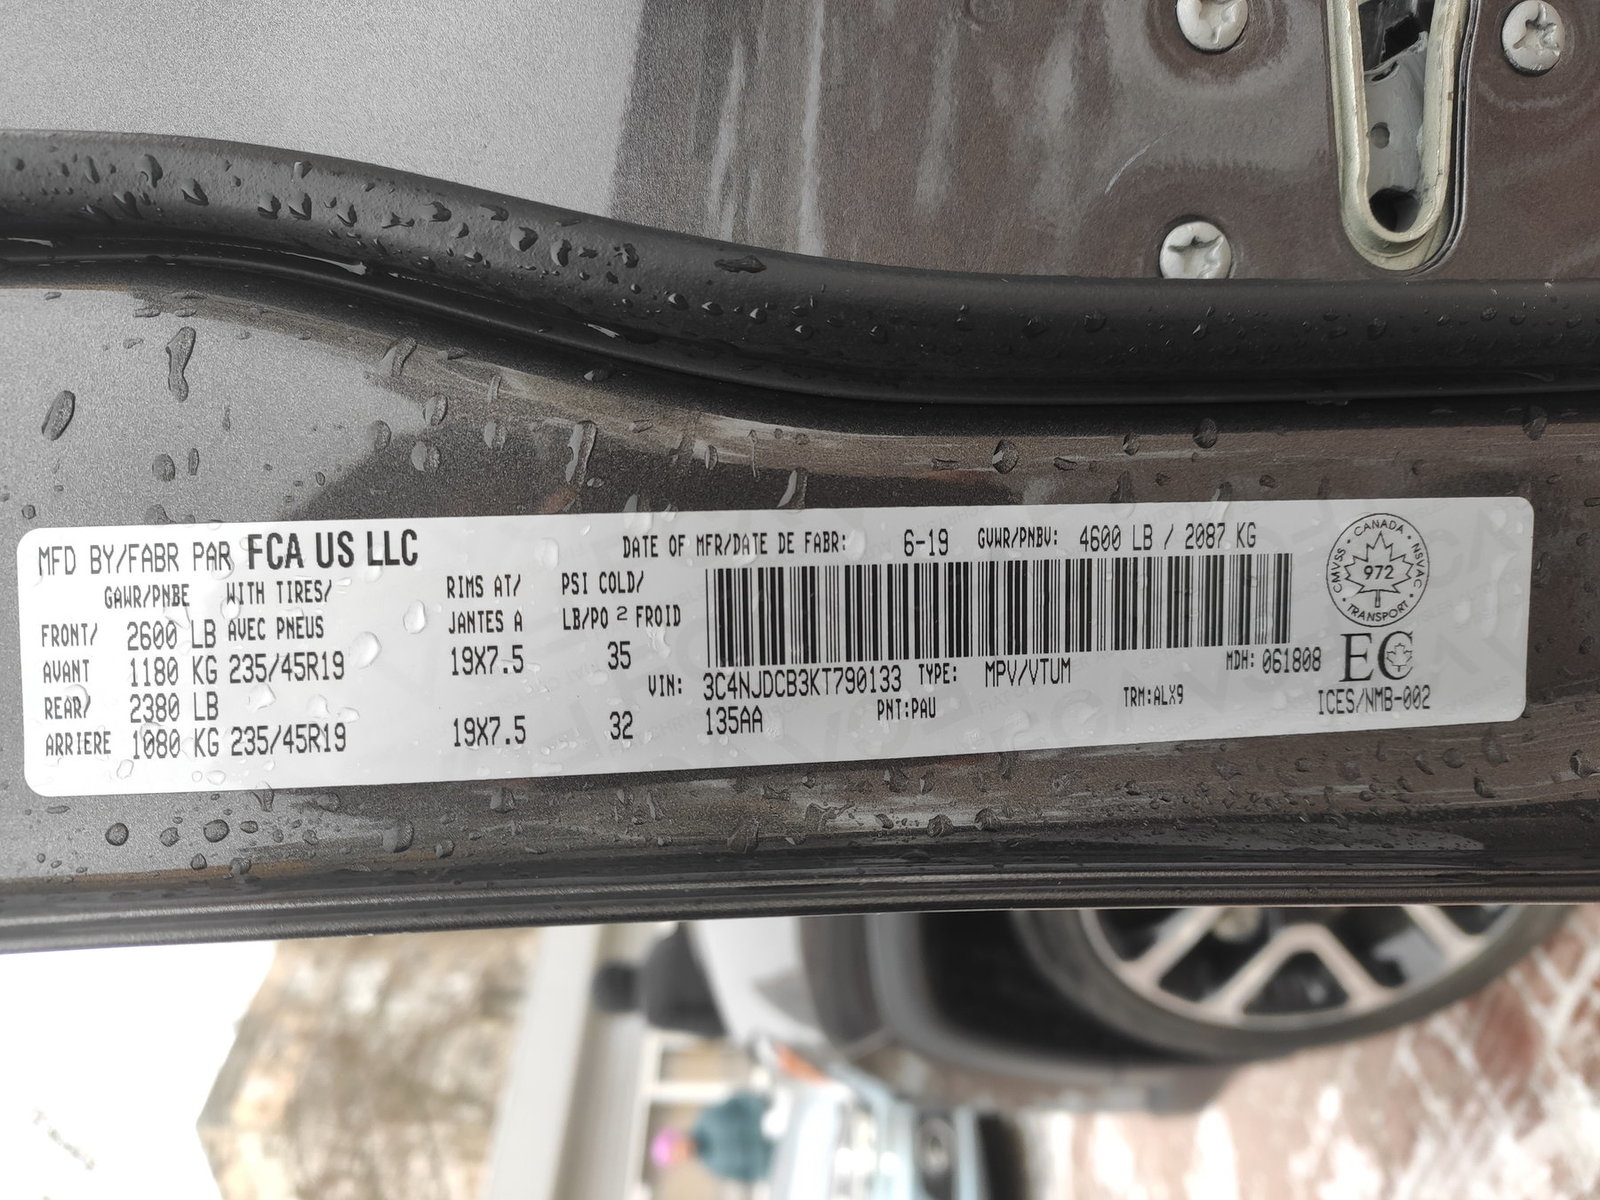 MFD BY/FABR PAR FCA US LLC
DATE OF MFR/DATE DE FABR: 6-19 GVWR/PNBV: 4600 LB / 2087 KG
GAWR/PNBE WITH TIRES/ RIMS AT/ PSI COLD/
AVEC PNEUS JANTES A LB/PO 2 FROID
FRONT/ 2600 LB
AVANT 1180 KG 235/45R19 19X7.5 35
REAR/ 2380 LB
ARRIERE 1080 KG 235/45R19 19X7.5 32
VIN: 3C4NJDCB3KT790133 TYPE: MPV/VTUM MDH: 061808
135AA PNT:PAU TRM:ALX9
CANADA
CMVSS NSVAC
972
TRANSPORT
EC
ICES/NMB-002